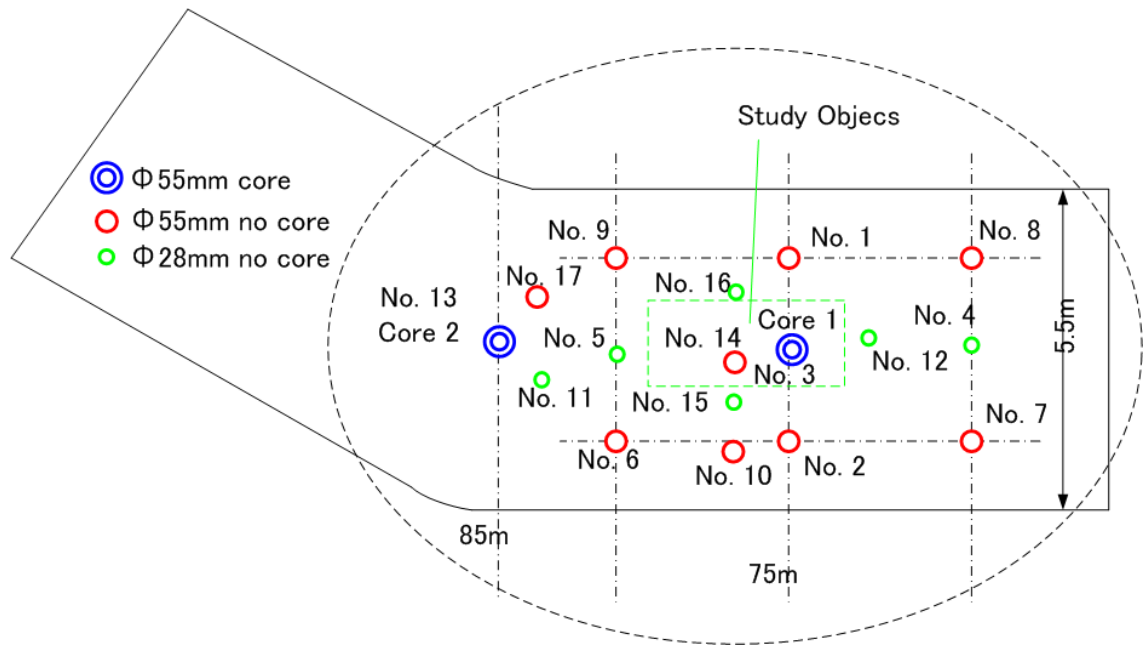 Study Objecs
Φ55mm core
Φ55mm no core
Φ28mm no core
No. 9
No. 1
No. 8
No. 17
No. 16
No. 13
Core 2
No. 5
No. 14
Core 1
No. 3
No. 4
No. 12
5.5m
No. 11
No. 15
No. 7
No. 6
No. 10
No. 2
85m
75m